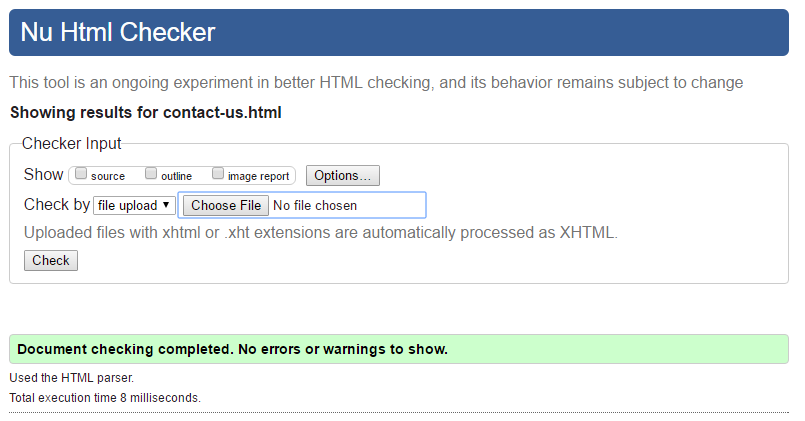 Nu Html Checker
This tool is an ongoing experiment in better HTML checking, and its behavior remains subject to change
Showing results for contact-us.html
Checker Input
Show source outline image report Options...
Check by file upload Choose File No file chosen
Uploaded files with xhtml or .xht extensions are automatically processed as XHTML.
Check
Document checking completed. No errors or warnings to show.
Used the HTML parser.
Total execution time 8 milliseconds.